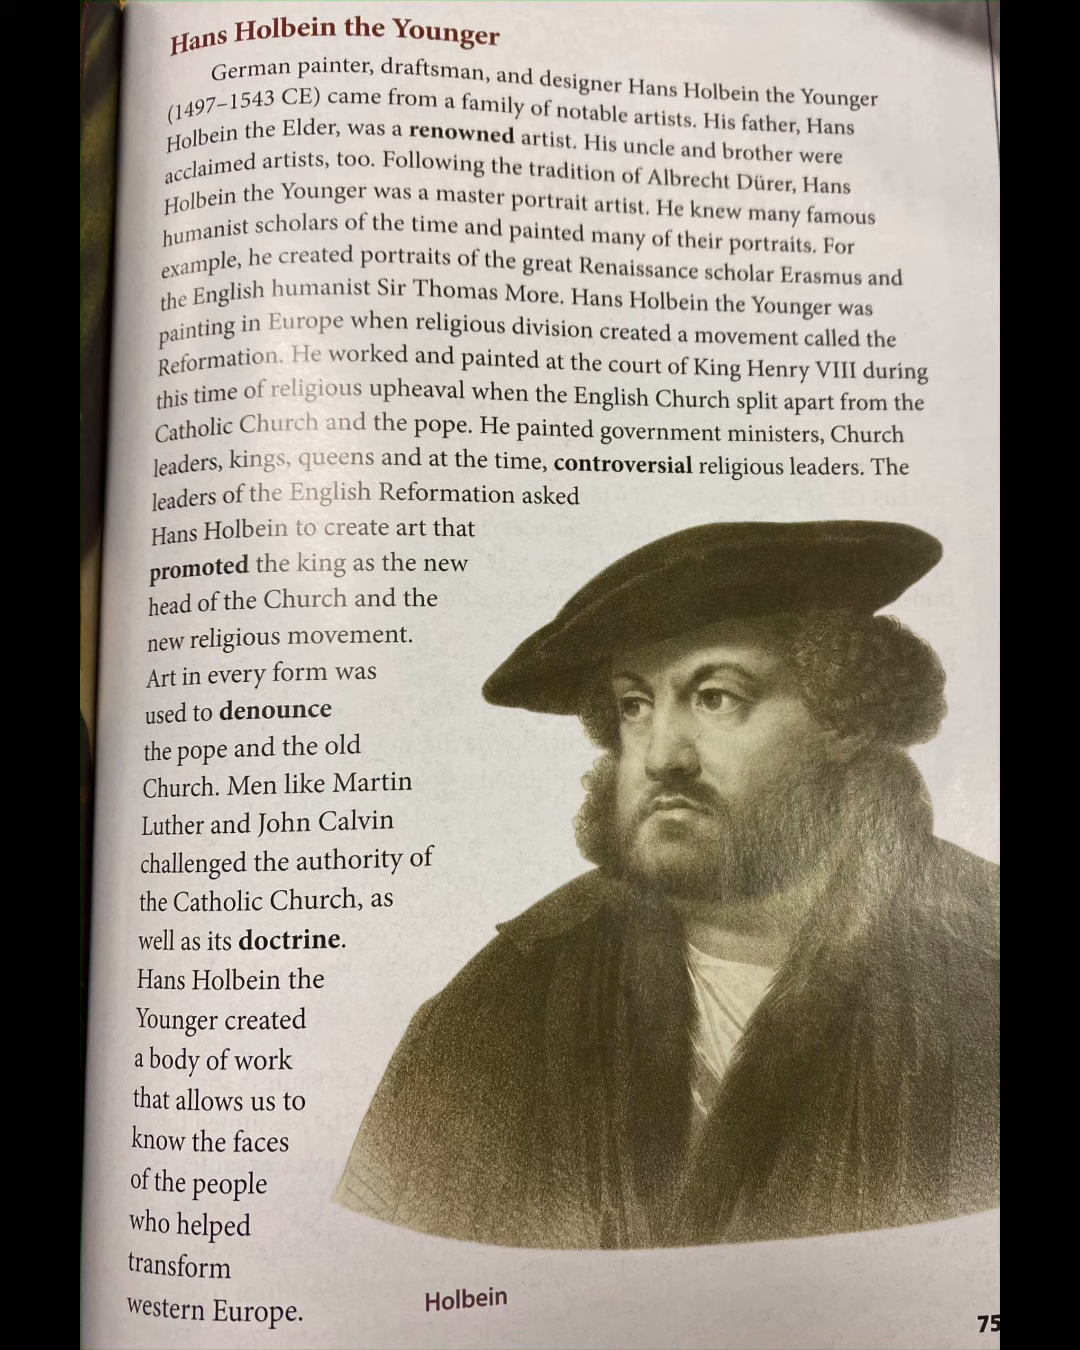 Hans Holbein the Younger
German painter, draftsman, and designer Hans Holbein the Younger
(1497–1543 CE) came from a family of notable artists. His father, Hans
Holbein the Elder, was a renowned artist. His uncle and brother were
acclaimed artists, too. Following the tradition of Albrecht Dürer, Hans
Holbein the Younger was a master portrait artist. He knew many famous
humanist scholars of the time and painted many of their portraits. For
example, he created portraits of the great Renaissance scholar Erasmus and
the English humanist Sir Thomas More. Hans Holbein the Younger was
painting in Europe when religious division created a movement called the
Reformation. He worked and painted at the court of King Henry VIII during
this time of religious upheaval when the English Church split apart from the
Catholic Church and the pope. He painted government ministers, Church
leaders, kings, queens and at the time, controversial religious leaders. The
leaders of the English Reformation asked
Hans Holbein to create art that
promoted the king as the new
head of the Church and the
new religious movement.
Art in every form was
used to denounce
the pope and the old
Church. Men like Martin
Luther and John Calvin
challenged the authority of
the Catholic Church, as
well as its doctrine.
Hans Holbein the
Younger created
a body of work
that allows us to
know the faces
of the people
who helped
transform
western Europe.
Holbein
75